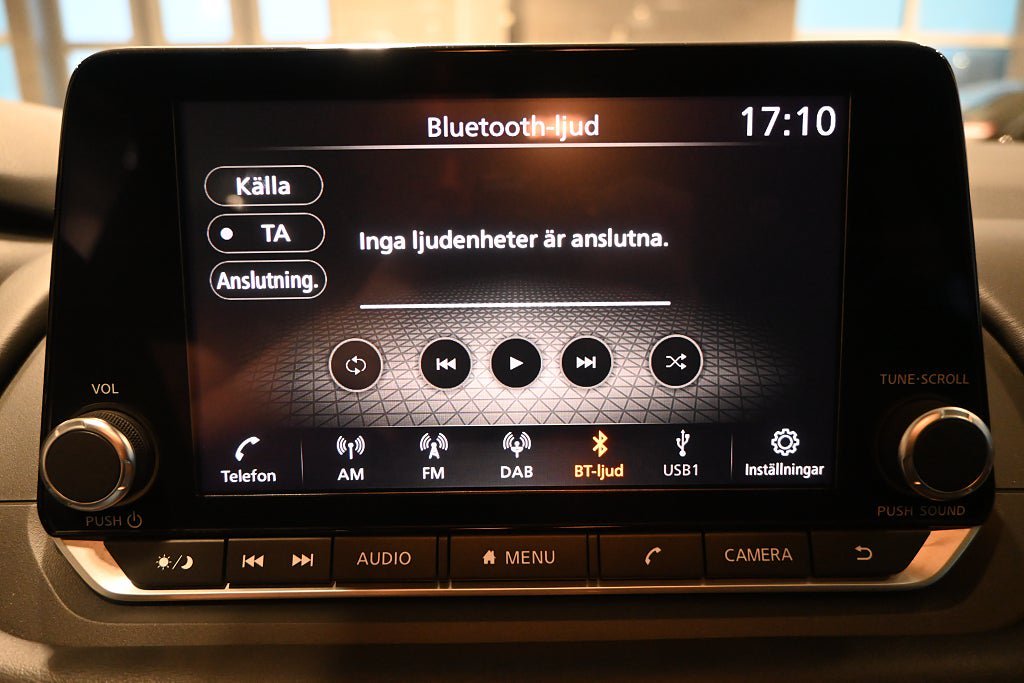 Bluetooth-ljud
17:10
Källa
TA
Anslutning.
Inga ljudenheter är anslutna.
VOL
TUNE·SCROLL
Telefon
AM
FM
DAB
BT-ljud
USB1
Inställningar
PUSH
PUSH SOUND
AUDIO
MENU
CAMERA